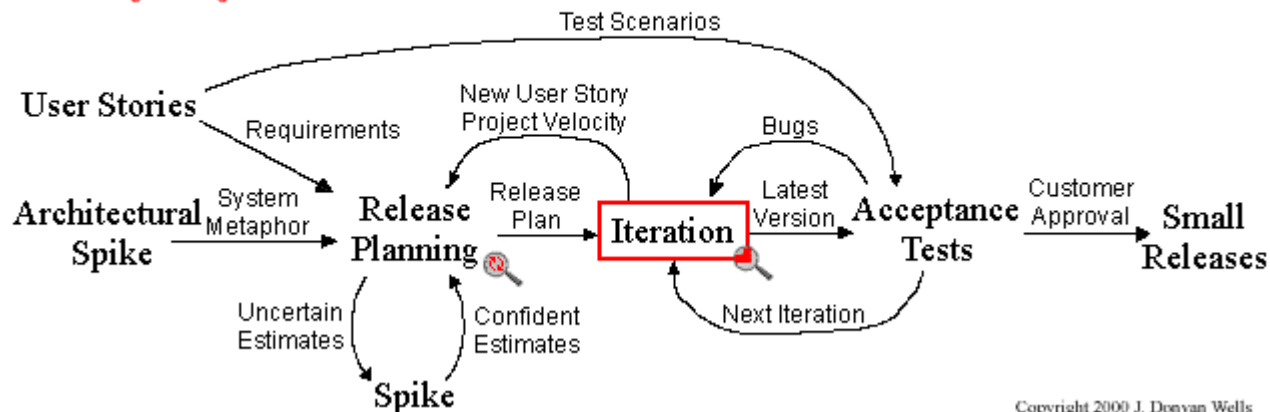 Test Scenarios
User Stories
New User Story
Project Velocity
Bugs
Requirements
Architectural
Spike
System
Metaphor
Release
Planning
Release
Plan
Iteration
Latest
Version
Acceptance
Tests
Customer
Approval
Small
Releases
Uncertain
Estimates
Confident
Estimates
Next Iteration
Spike
Copyright 2000 J. Donvan Wells